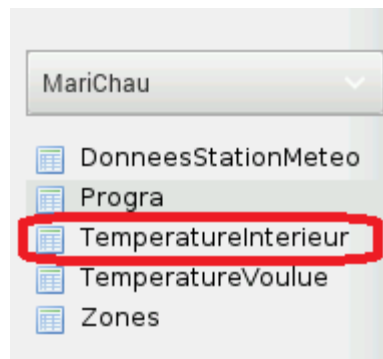 MariChau
DonneesStationMeteo
Progra
TemperatureInterieur
TemperatureVoulue
Zones